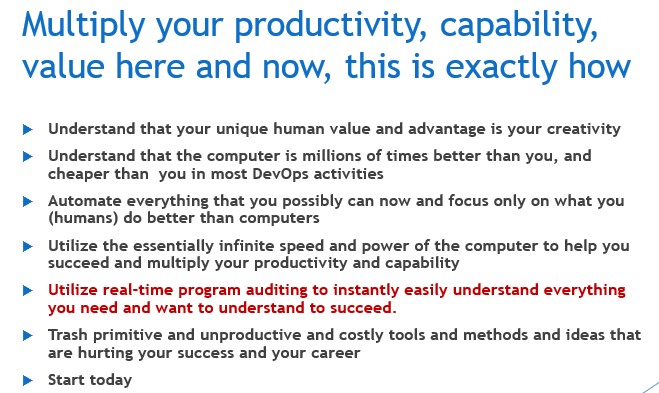 Multiply your productivity, capability,
value here and now, this is exactly how
Understand that your unique human value and advantage is your creativity
Understand that the computer is millions of times better than you, and
cheaper than  you in most DevOps activities
Automate everything that you possibly can now and focus only on what you
(humans) do better than computers
Utilize the essentially infinite speed and power of the computer to help you
succeed and multiply your productivity and capability
Utilize real-time program auditing to instantly easily understand everything
you need and want to understand to succeed.
Trash primitive and unproductive and costly tools and methods and ideas that
are hurting your success and your career
Start today